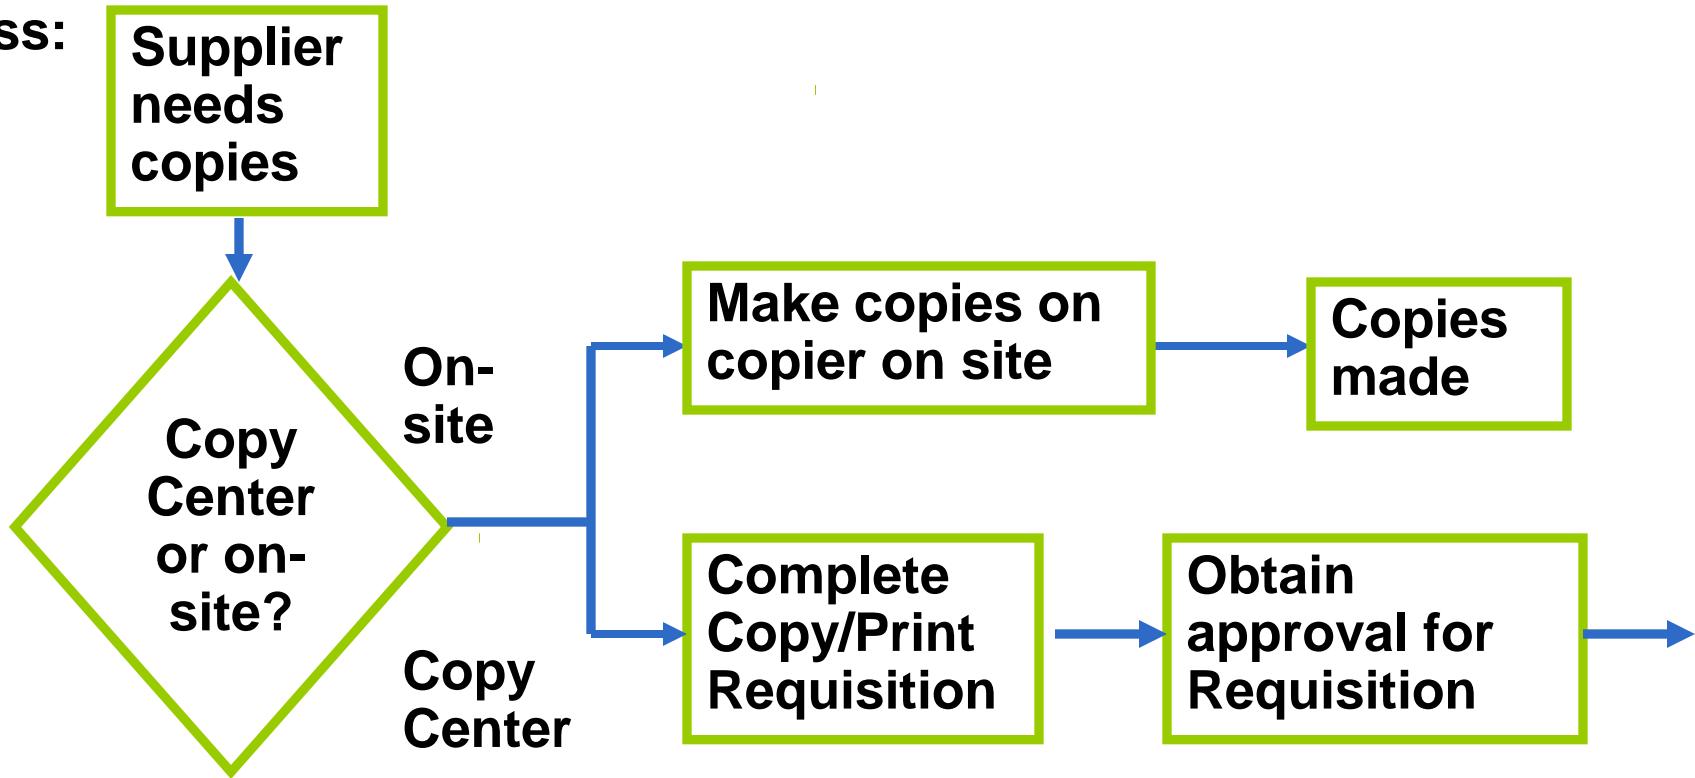 ss:
Supplier
needs
copies
Copy
Center
or on-
site?
On-
site
Make copies on
copier on site
Copies
made
Copy
Center
Complete
Copy/Print
Requisition
Obtain
approval for
Requisition